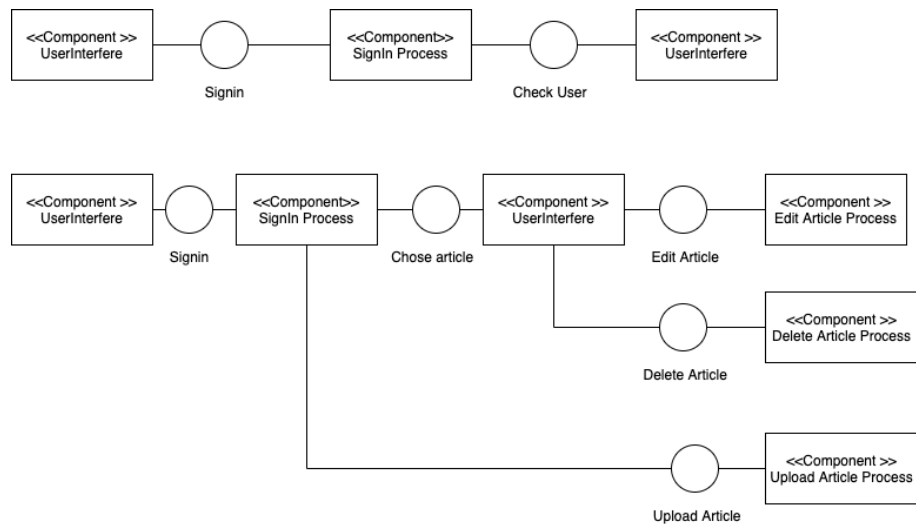 <<Component >>
UserInterfere
Signin
<<Component>>
SignIn Process
Check User
<<Component >>
UserInterfere
<<Component >>
UserInterfere
Signin
<<Component>>
SignIn Process
Chose article
<<Component >>
UserInterfere
Edit Article
<<Component >>
Edit Article Process
Delete Article
<<Component >>
Delete Article Process
Upload Article
<<Component >>
Upload Article Process